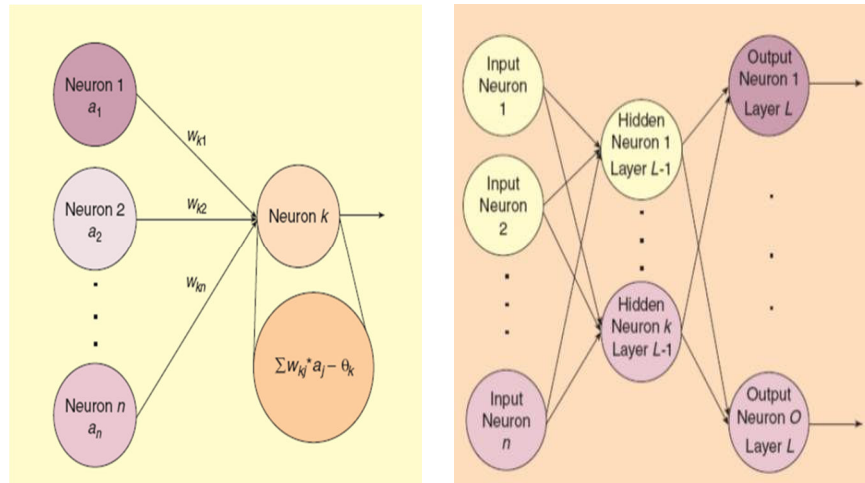 Neuron 1
a1
wk1
Neuron 2
a2
wk2
Neuron k
wkn
Neuron n
an
∑wkj*aj – θk
Input
Neuron
1
Input
Neuron
2
Input
Neuron
n
Hidden
Neuron 1
Layer L-1
Hidden
Neuron k
Layer L-1
Output
Neuron 1
Layer L
Output
Neuron O
Layer L